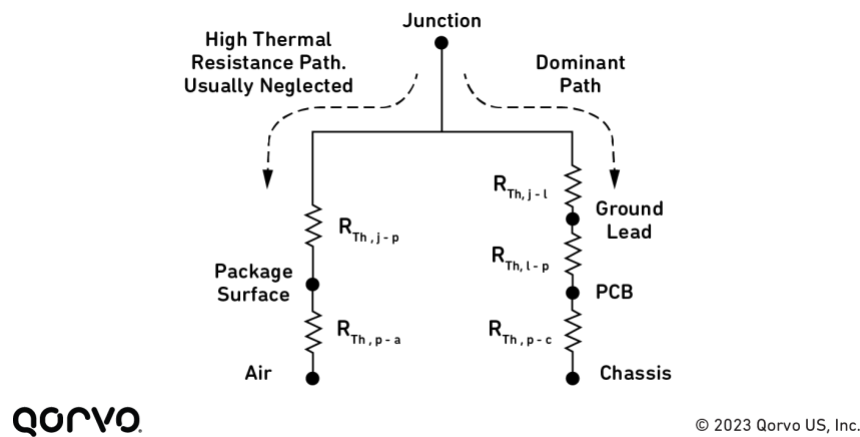 Junction
High Thermal
Resistance Path.
Usually Neglected
Dominant
Path
R Th, j - l
Ground
Lead
R Th , j - p
R Th, l - p
Package
Surface
PCB
R Th , p - a
R Th , p - c
Air
Chassis
QORVO
© 2023 Qorvo US, Inc.